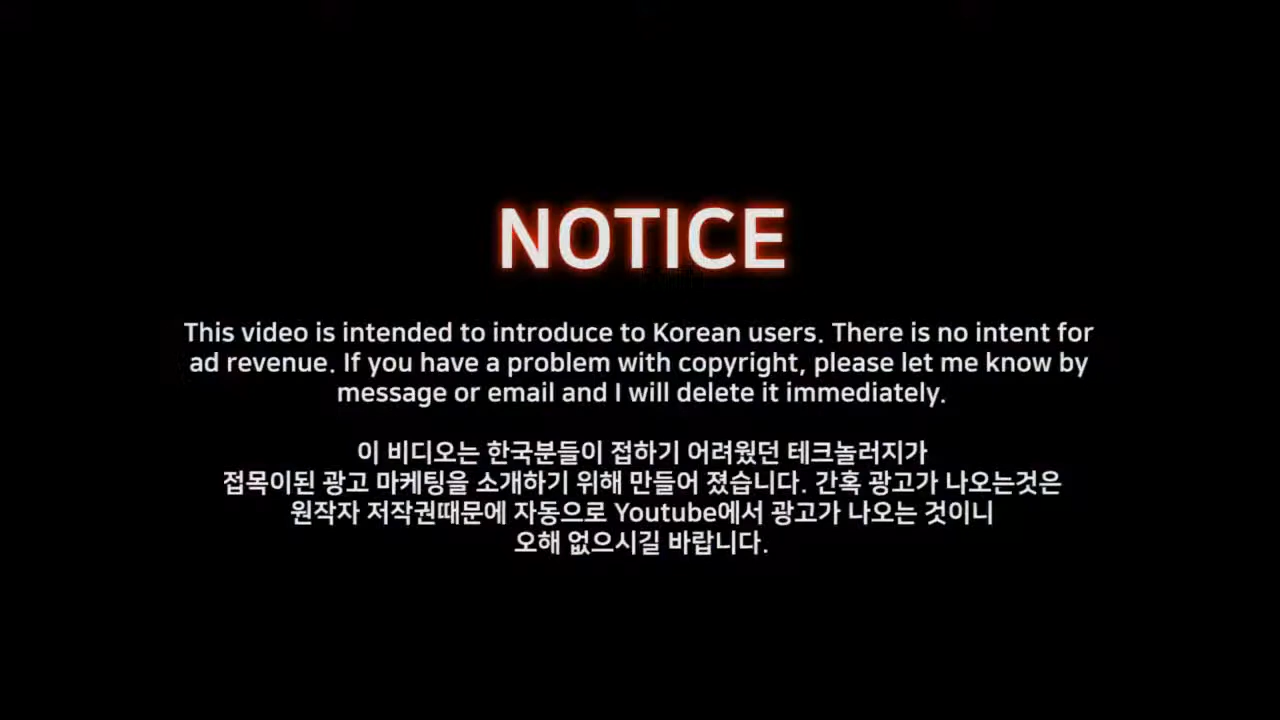 NOTICE
This video is intended to introduce to Korean users. There is no intent for
ad revenue. If you have a problem with copyright, please let me know by
message or email and I will delete it immediately.
이 비디오는 한국분들이 접하기 어려웠던 테크놀러지가
접목이된 광고 마케팅을 소개하기 위해 만들어 졌습니다. 간혹 광고가 나오는것은
원작자 저작권때문에 자동으로 Youtube에서 광고가 나오는 것이니
오해 없으시길 바랍니다.